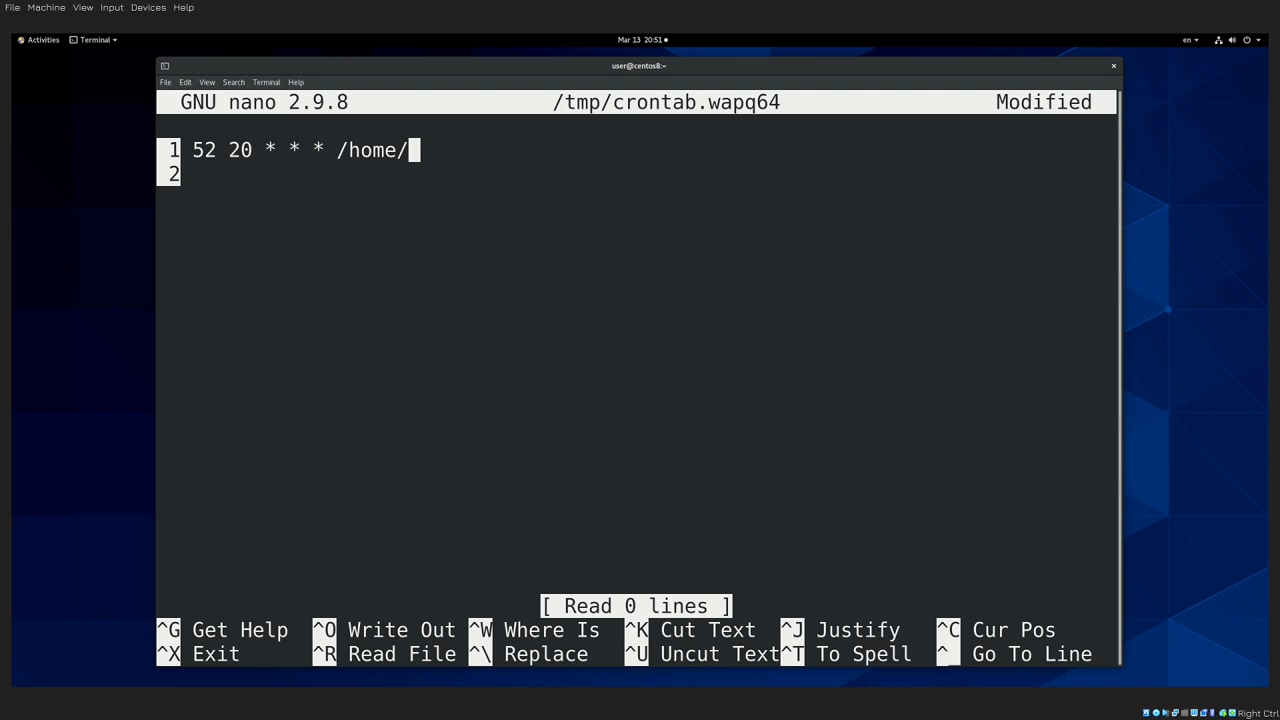 File Machine View Input Devices Help
Activities Terminal Mar 13 20:51 en
user@centos8:~
File Edit View Search Terminal Help
GNU nano 2.9.8 /tmp/crontab.wapq64 Modified
1 52 20 * * * /home/
2
[ Read 0 lines ]
^G Get Help ^O Write Out ^W Where Is ^K Cut Text ^J Justify ^C Cur Pos
^X Exit ^R Read File ^\ Replace ^U Uncut Text ^T To Spell ^_ Go To Line
Right Ctrl